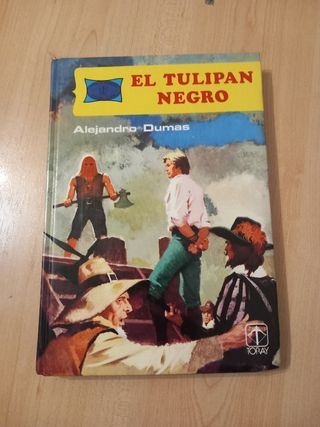 EL TULIPAN
NEGRO
Alejandro Dumas
TORAY